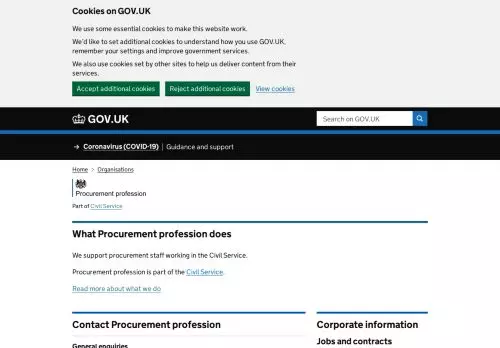 Cookies on GOV.UK
We use some essential cookies to make this website work.
We'd like to set additional cookies to understand how you use GOV.UK,
remember your settings and improve government services.
We also use cookies set by other sites to help us deliver content from their
services.
Accept additional cookies Reject additional cookies View cookies
GOV.UK Search on GOV.UK
→ Coronavirus (COVID-19) | Guidance and support
Home > Organisations
Procurement profession
Part of Civil Service
What Procurement profession does
We support procurement staff working in the Civil Service.
Procurement profession is part of the Civil Service.
Read more about what we do
Contact Procurement profession
General enquiries
Corporate information
Jobs and contracts